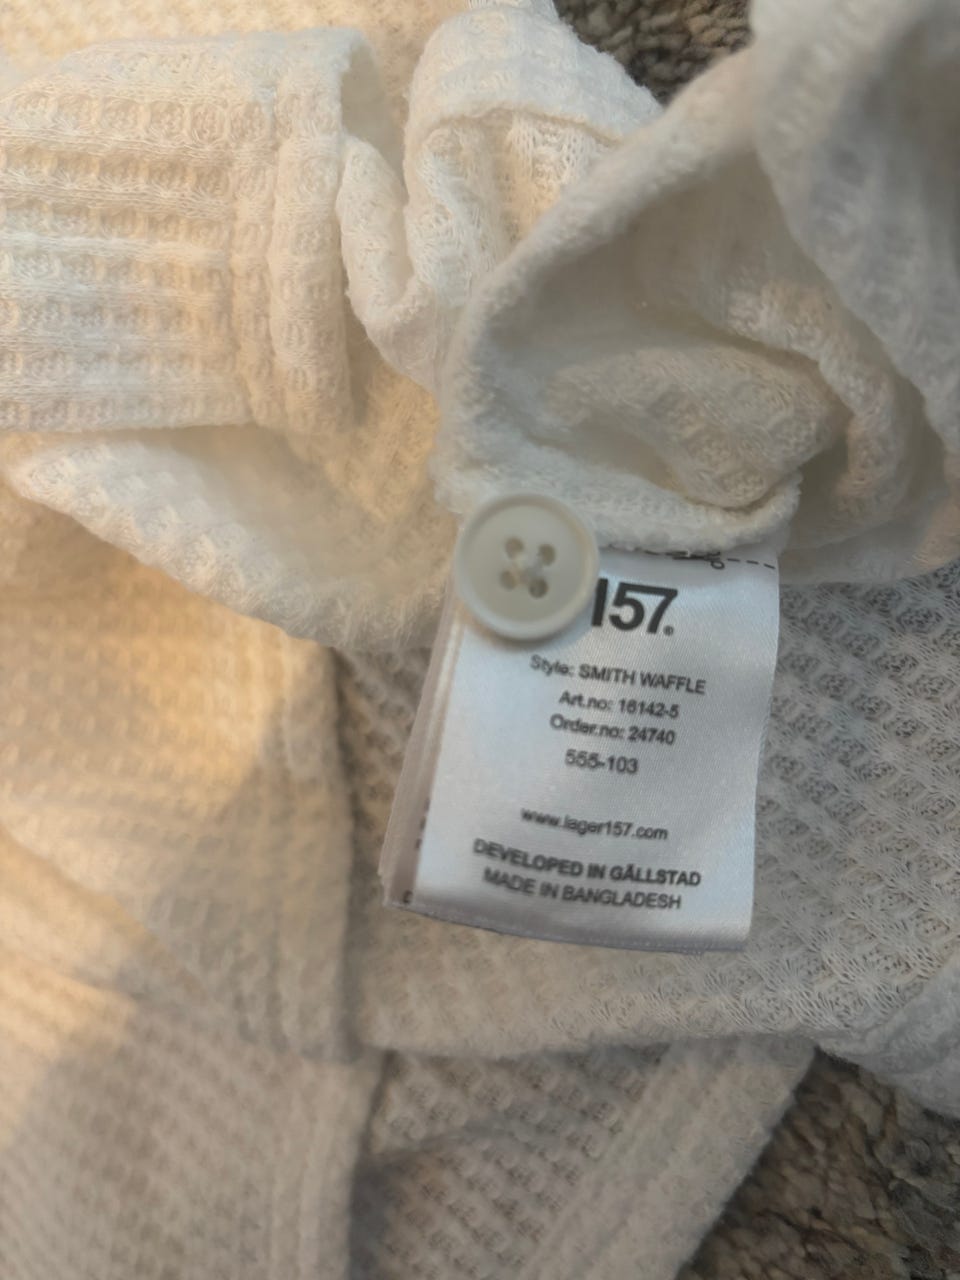 157®
Style: SMITH WAFFLE
Art.no: 16142-5
Order.no: 24740
555-103
www.lager157.com
DEVELOPED IN GÄLLSTAD
MADE IN BANGLADESH